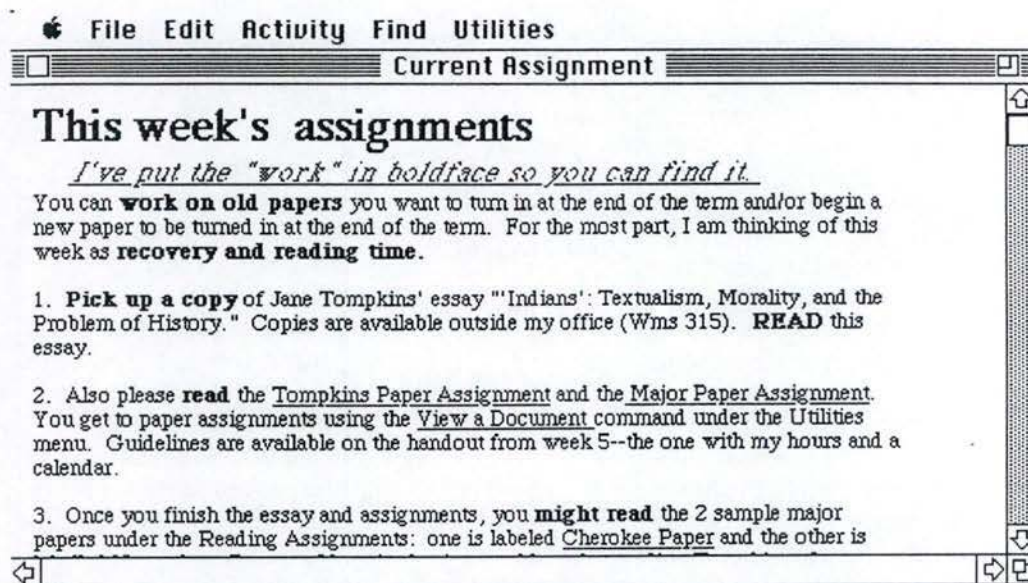 File Edit Activity Find Utilities
Current Assignment
This week's assignments
I've put the "work" in boldface so you can find it.
You can work on old papers you want to turn in at the end of the term and/or begin a
new paper to be turned in at the end of the term. For the most part, I am thinking of this
week as recovery and reading time.
1. Pick up a copy of Jane Tompkins' essay "'Indians': Textualism, Morality, and the
Problem of History." Copies are available outside my office (Wms 315). READ this
essay.
2. Also please read the Tompkins Paper Assignment and the Major Paper Assignment.
You get to paper assignments using the View a Document command under the Utilities
menu. Guidelines are available on the handout from week 5--the one with my hours and a
calendar.
3. Once you finish the essay and assignments, you might read the 2 sample major
papers under the Reading Assignments: one is labeled Cherokee Paper and the other is